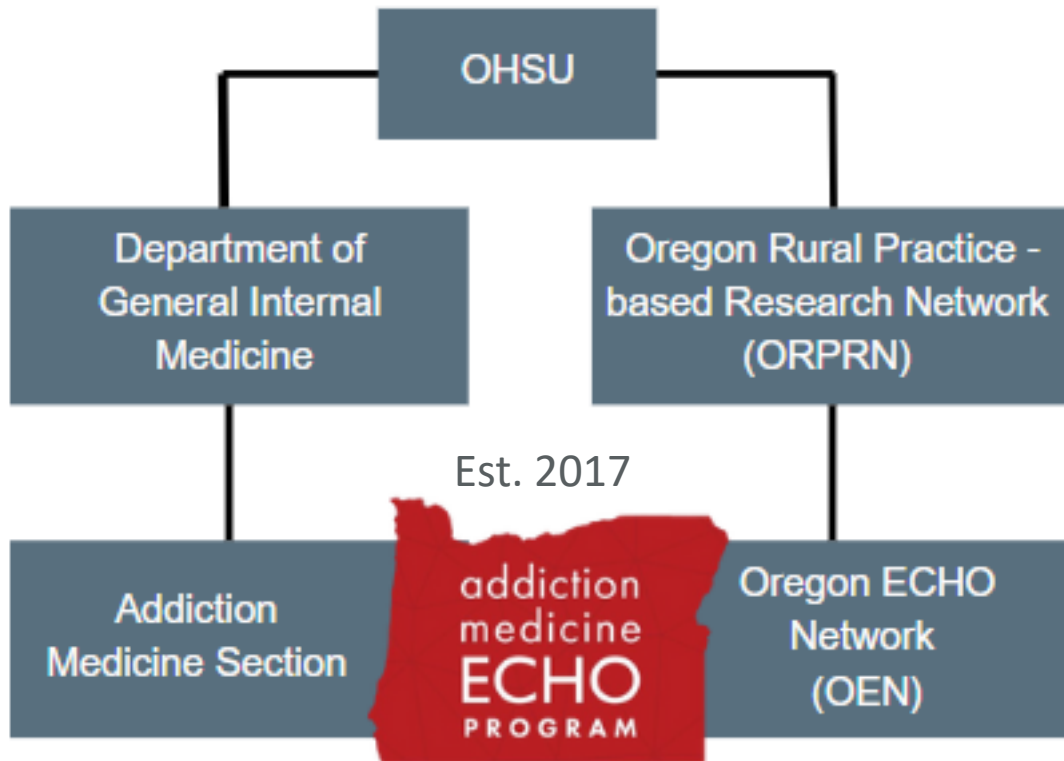 OHSU
Department of
General Internal
Medicine
Oregon Rural Practice -
based Research Network
(ORPRN)
Est. 2017
Addiction
Medicine Section
addiction
medicine
ECHO
PROGRAM
Oregon ECHO
Network
(OEN)